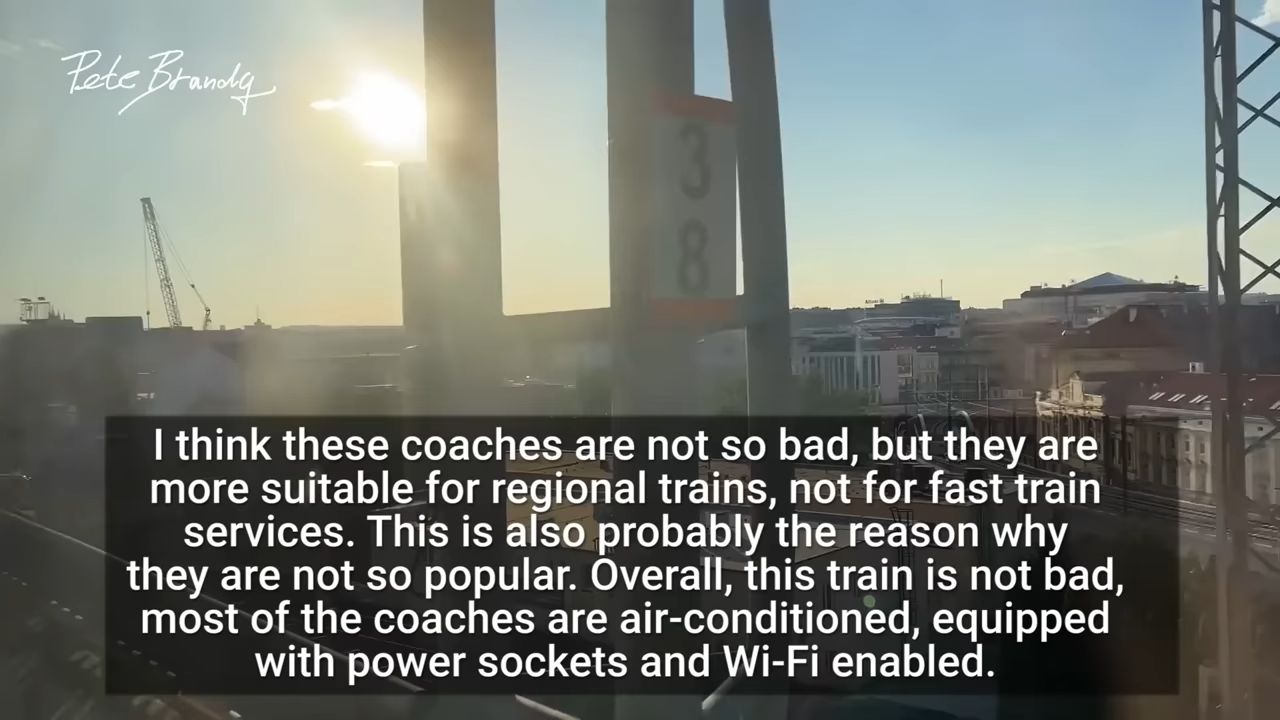 Pete Brandy
3
8
I think these coaches are not so bad, but they are
more suitable for regional trains, not for fast train
services. This is also probably the reason why
they are not so popular. Overall, this train is not bad,
most of the coaches are air-conditioned, equipped
with power sockets and Wi-Fi enabled.